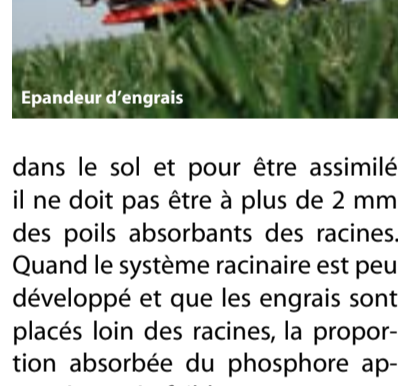 Epandeur d'engrais
dans le sol et pour être assimilé
il ne doit pas être à plus de 2 mm
des poils absorbants des racines.
Quand le système racinaire est peu
développé et que les engrais sont
placés loin des racines, la propor-
tion absorbée du phosphore ap-